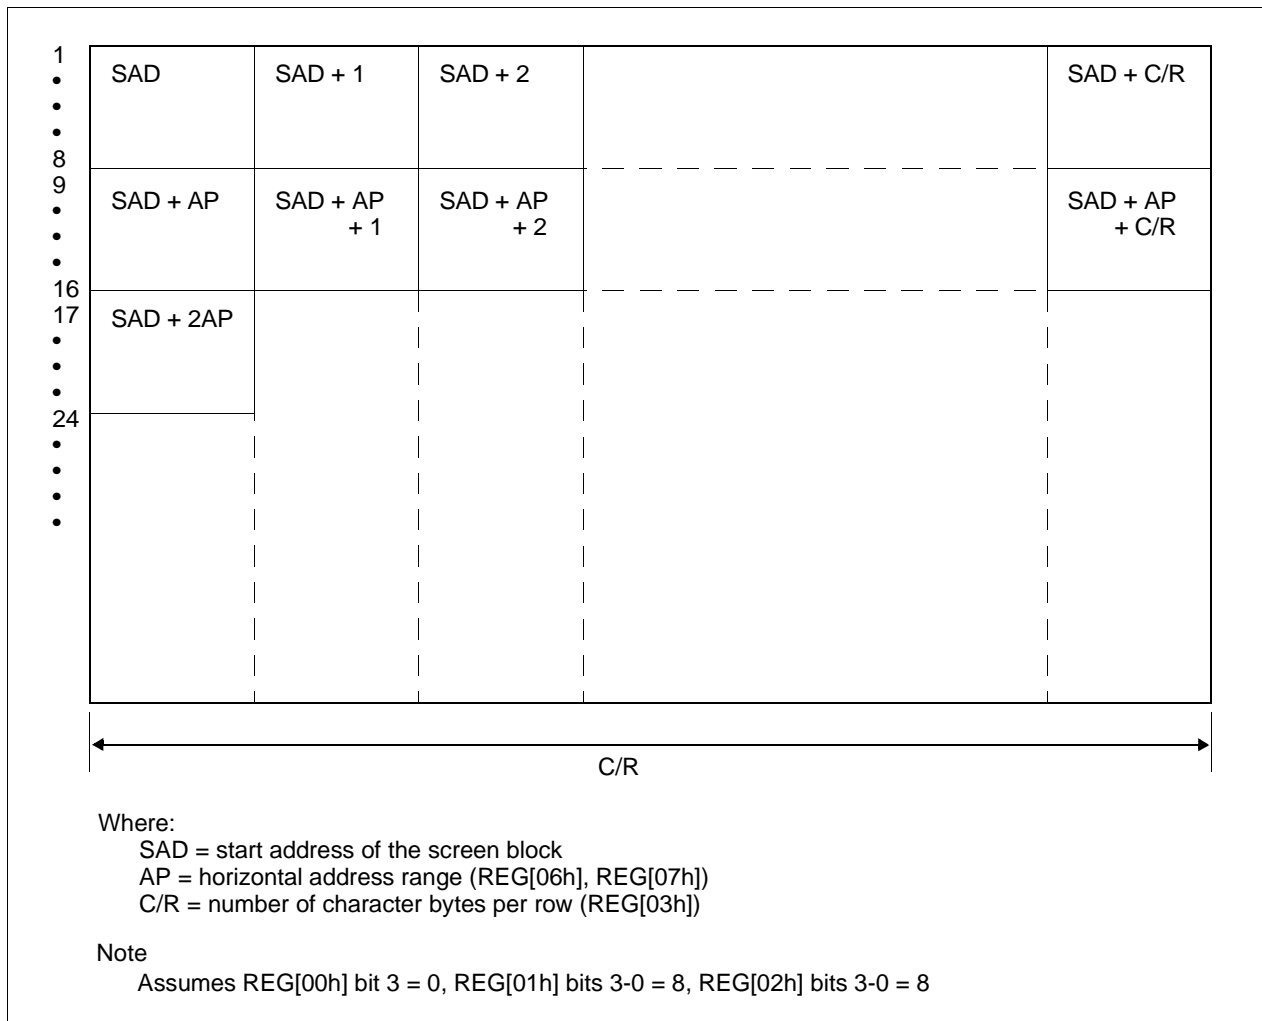 1
SAD
SAD + 1
SAD + 2
SAD + C/R
•
•
•
8
9
SAD + AP
SAD + AP
+ 1
SAD + AP
+ 2
SAD + AP
+ C/R
•
•
•
16
17
SAD + 2AP
•
•
•
24
•
•
•
•
C/R
Where:
SAD = start address of the screen block
AP = horizontal address range (REG[06h], REG[07h])
C/R = number of character bytes per row (REG[03h])
Note
Assumes REG[00h] bit 3 = 0, REG[01h] bits 3-0 = 8, REG[02h] bits 3-0 = 8